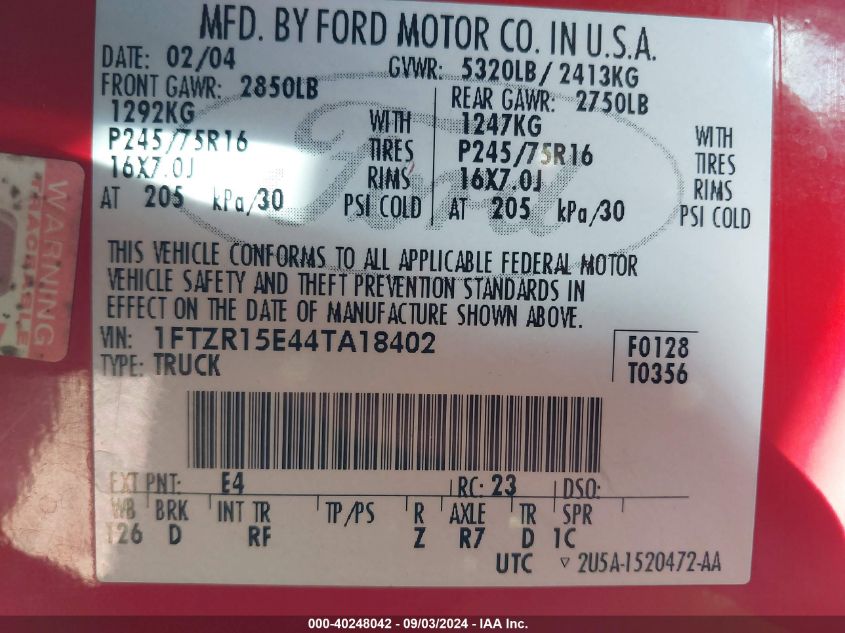 MFD. BY FORD MOTOR CO. IN U.S.A.
DATE: 02/04 GVWR: 5320LB/ 2413KG
FRONT GAWR: 2850LB REAR GAWR: 2750LB
1292KG WITH 1247KG WITH
P245/75R16 TIRES P245/75R16 TIRES
16X7.0J RIMS 16X7.0J RIMS
AT 205 kPa/30 PSI COLD AT 205 kPa/30 PSI COLD
Ford
THIS VEHICLE CONFORMS TO ALL APPLICABLE FEDERAL MOTOR
VEHICLE SAFETY AND THEFT PREVENTION STANDARDS IN
EFFECT ON THE DATE OF MANUFACTURE SHOWN ABOVE.
VIN: 1FTZR15E44TA18402 F0128
TYPE: TRUCK T0356
WARNING
EXT PNT: E4 RC: 23 DSO:
WB BRK INT TR TP/PS R AXLE TR SPR
126 D RF Z R7 D 1C
UTC ▽ 2U5A-1520472-AA
000-40248042 - 09/03/2024 - IAA Inc.